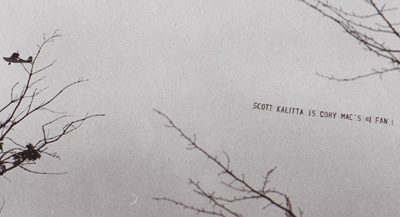 SCOTT KALITTA IS CORY MAC'S #1 FAN !